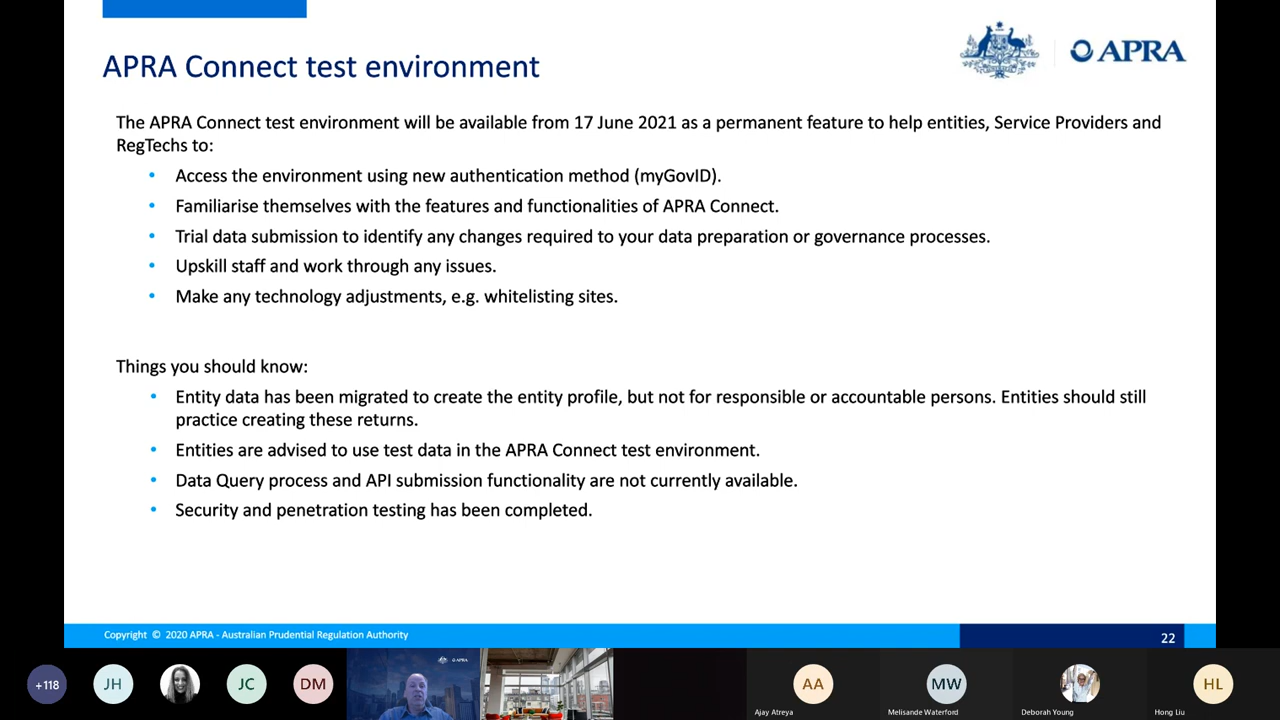 APRA Connect test environment
APRA
The APRA Connect test environment will be available from 17 June 2021 as a permanent feature to help entities, Service Providers and
RegTechs to:
• Access the environment using new authentication method (myGovID).
• Familiarise themselves with the features and functionalities of APRA Connect.
• Trial data submission to identify any changes required to your data preparation or governance processes.
• Upskill staff and work through any issues.
• Make any technology adjustments, e.g. whitelisting sites.
Things you should know:
• Entity data has been migrated to create the entity profile, but not for responsible or accountable persons. Entities should still
practice creating these returns.
• Entities are advised to use test data in the APRA Connect test environment.
• Data Query process and API submission functionality are not currently available.
• Security and penetration testing has been completed.
Copyright © 2020 APRA - Australian Prudential Regulation Authority
22
+118
JH
JC
DM
APRA
AA
MW
HL
Ajay Atreya
Melisande Waterford
Deborah Young
Hong Liu